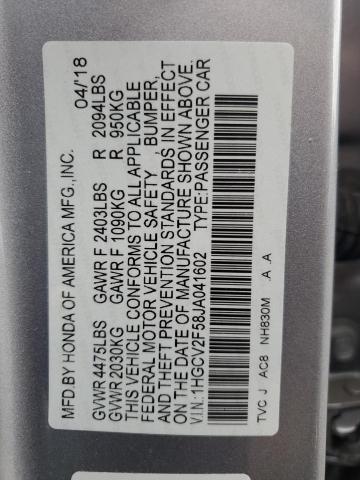 MFD.BY HONDA OF AMERICA MFG.,INC. 04/'18
GVWR 4475LBS GAWR F 2403LBS R 2094LBS
GVWR 2030KG GAWR F 1090KG R 950KG
THIS VEHICLE CONFORMS TO ALL APPLICABLE
FEDERAL MOTOR VEHICLE SAFETY , BUMPER,
AND THEFT PREVENTION STANDARDS IN EFFECT
ON THE DATE OF MANUFACTURE SHOWN ABOVE.
V.I.N.: 1HGCV2F58JA041602 TYPE:PASSENGER CAR
TVC J AC8 NH830M .A .A